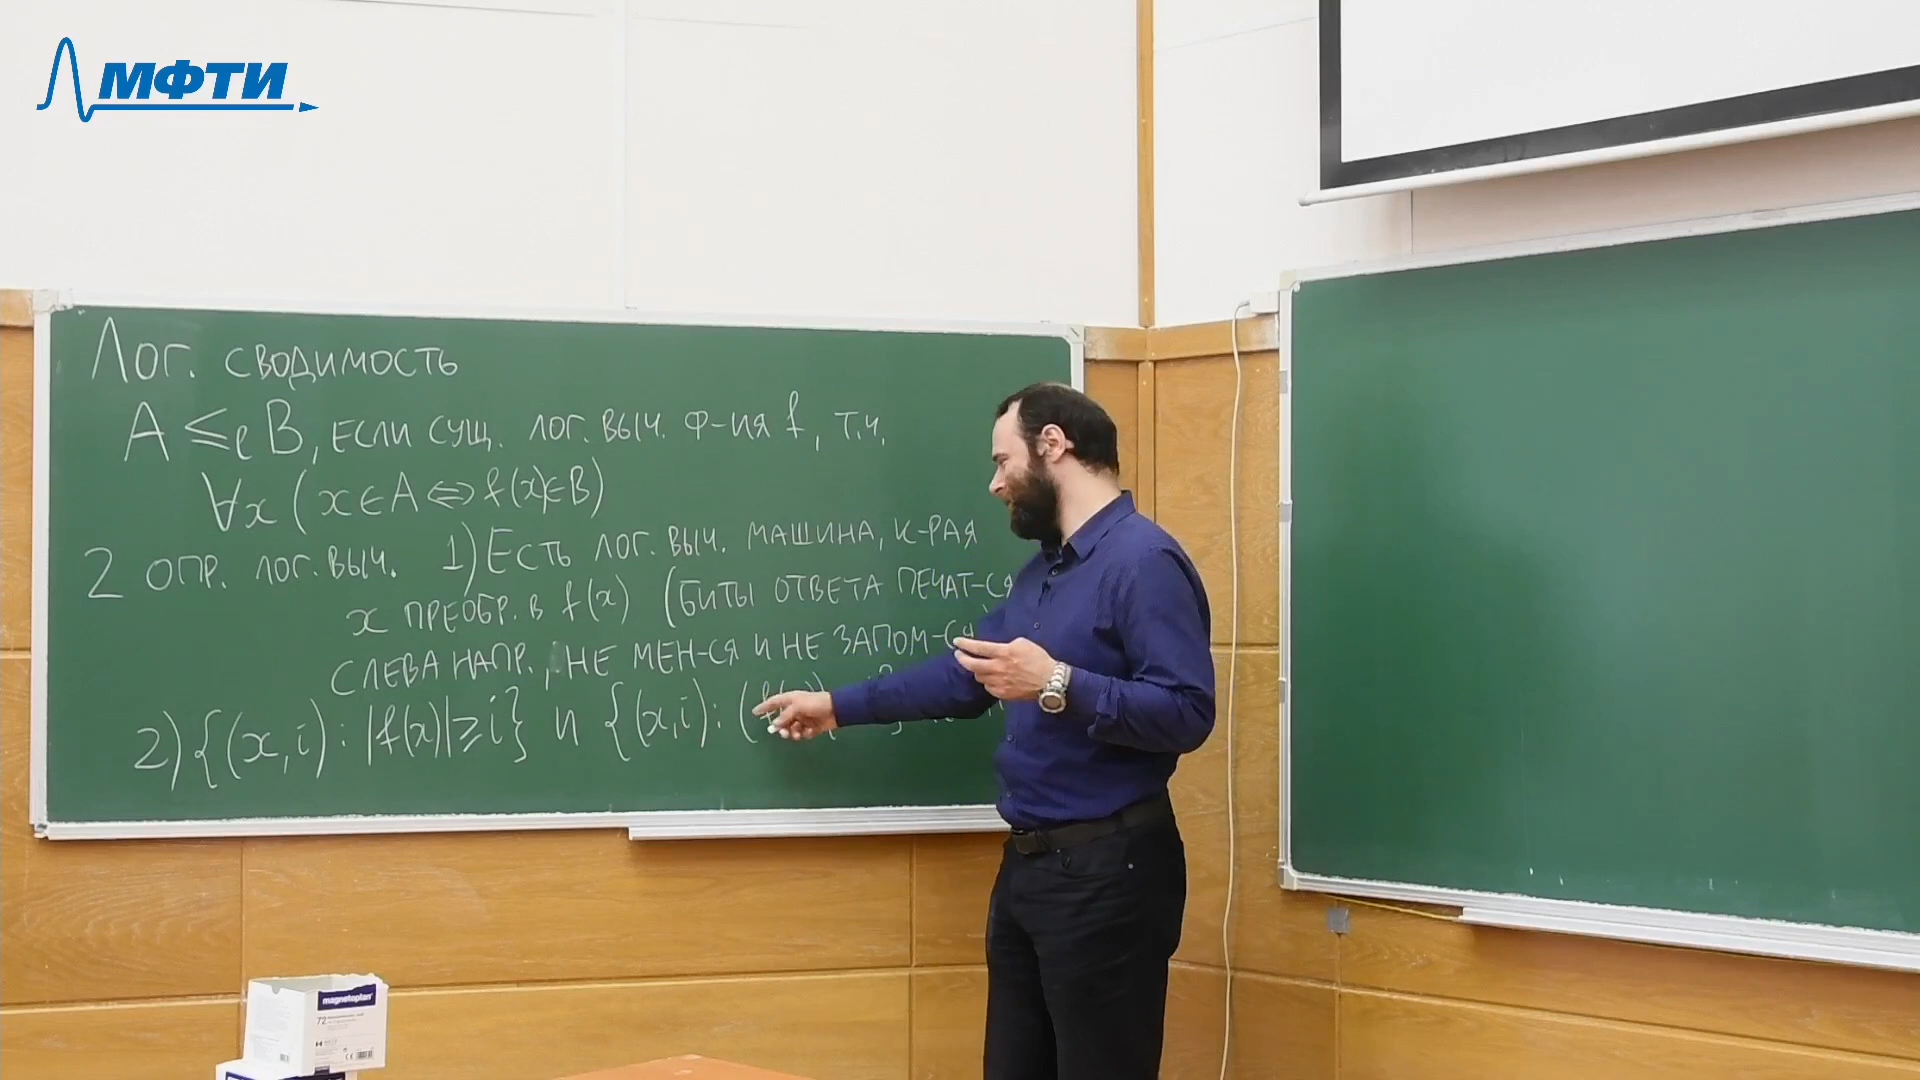 МФТИ
Лог. сводимость
A ≤ₑ B, если сущ. лог. выч. ф-ия f, т.ч.
∀x (x∈A ⇔ f(x)∈B)
2 опр. лог. выч. 1) Есть лог. выч. машина, к-рая
x преобр. в f(x) (биты ответа печат-ся
слева напр., не мен-ся и не запом-ся)
2) {(x,i): |f(x)|≥i} и {(x,i): (f(x)
magnetoplan
72